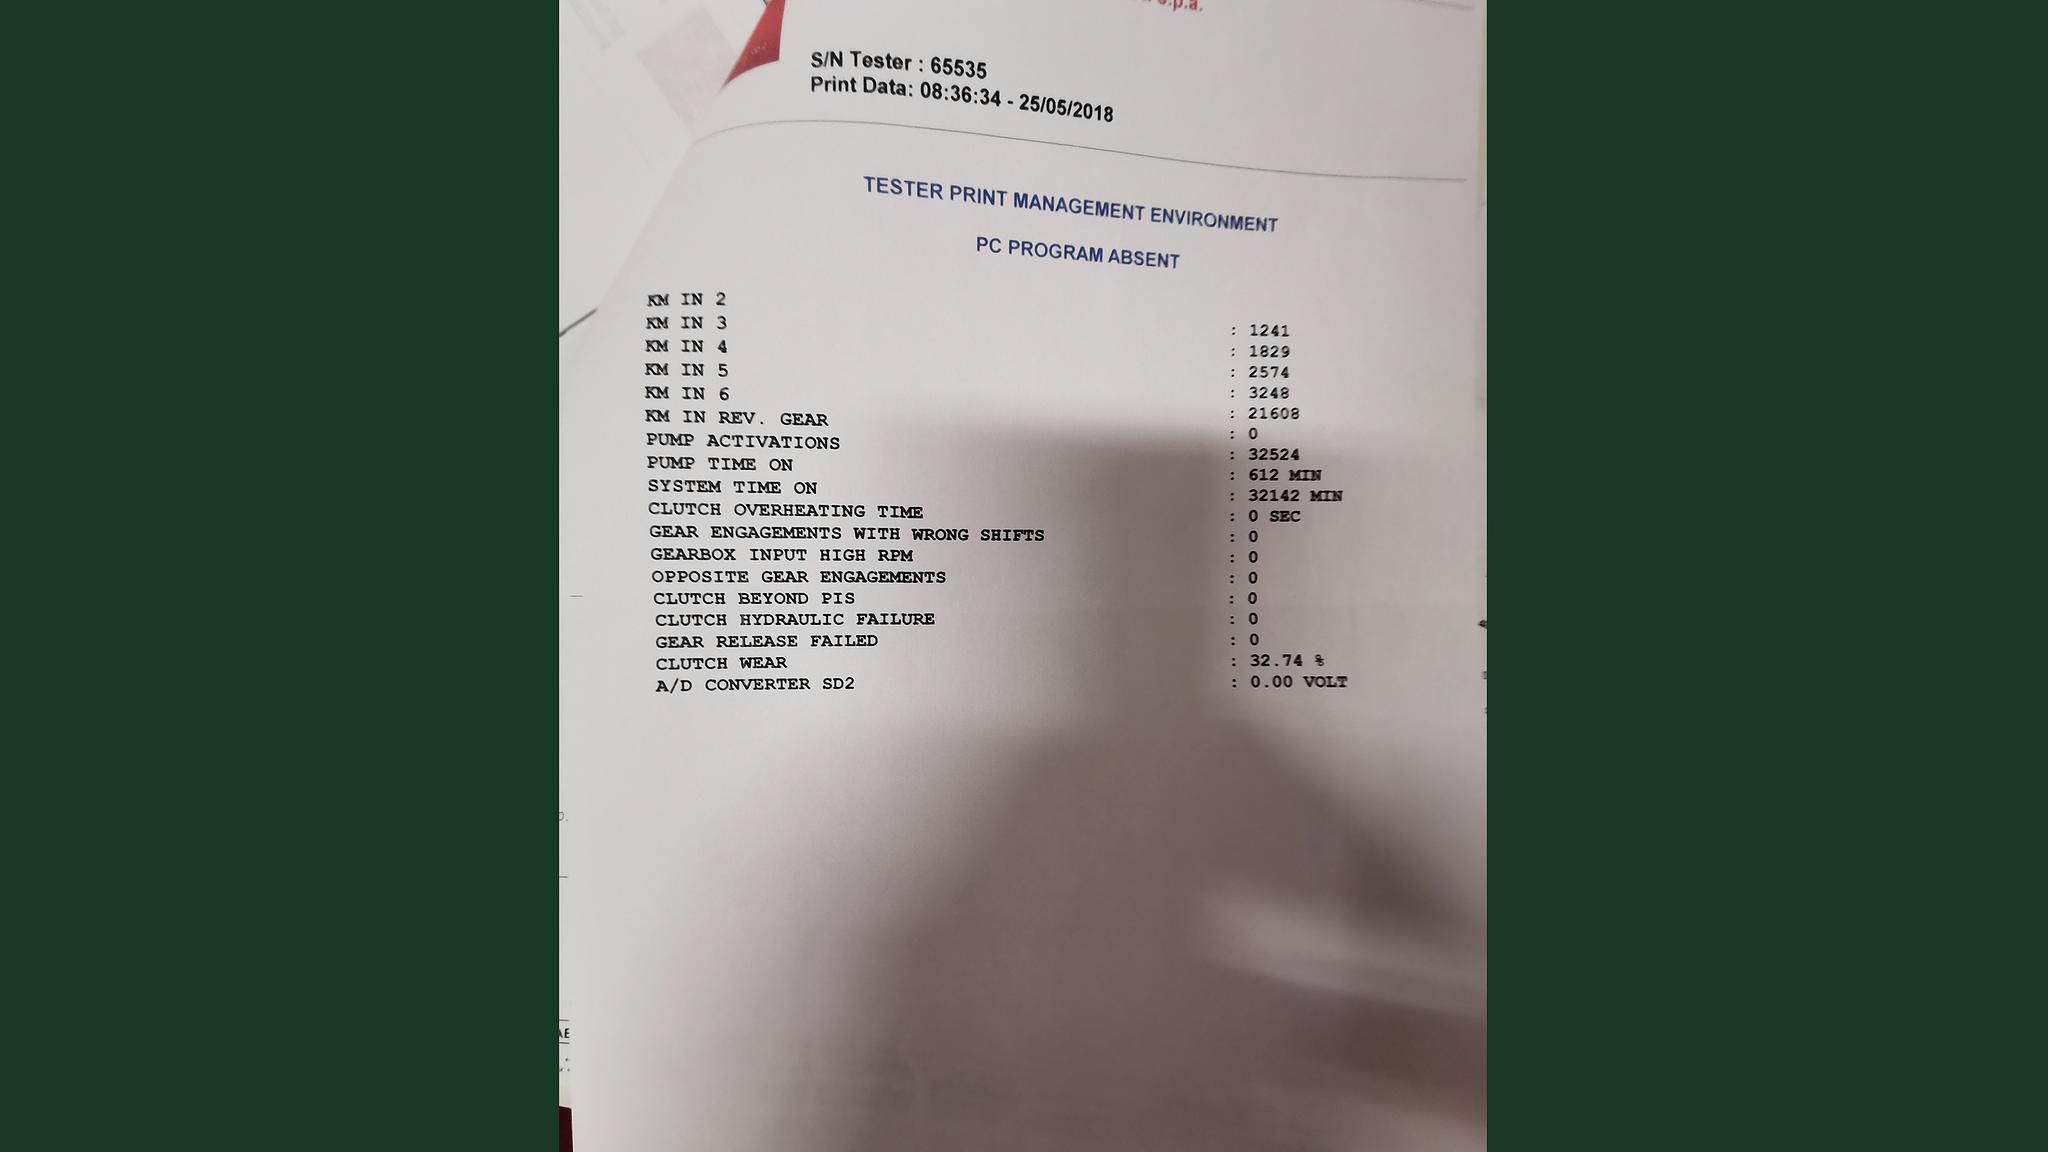 s.p.a.
S/N Tester : 65535
Print Data: 08:36:34 - 25/05/2018
TESTER PRINT MANAGEMENT ENVIRONMENT
PC PROGRAM ABSENT
KM IN 2 : 1241
KM IN 3 : 1829
KM IN 4 : 2574
KM IN 5 : 3248
KM IN 6 : 21608
KM IN REV. GEAR : 0
PUMP ACTIVATIONS : 32524
PUMP TIME ON : 612 MIN
SYSTEM TIME ON : 32142 MIN
CLUTCH OVERHEATING TIME : 0 SEC
GEAR ENGAGEMENTS WITH WRONG SHIFTS : 0
GEARBOX INPUT HIGH RPM : 0
OPPOSITE GEAR ENGAGEMENTS : 0
CLUTCH BEYOND PIS : 0
CLUTCH HYDRAULIC FAILURE : 0
GEAR RELEASE FAILED : 0
CLUTCH WEAR : 32.74 %
A/D CONVERTER SD2 : 0.00 VOLT